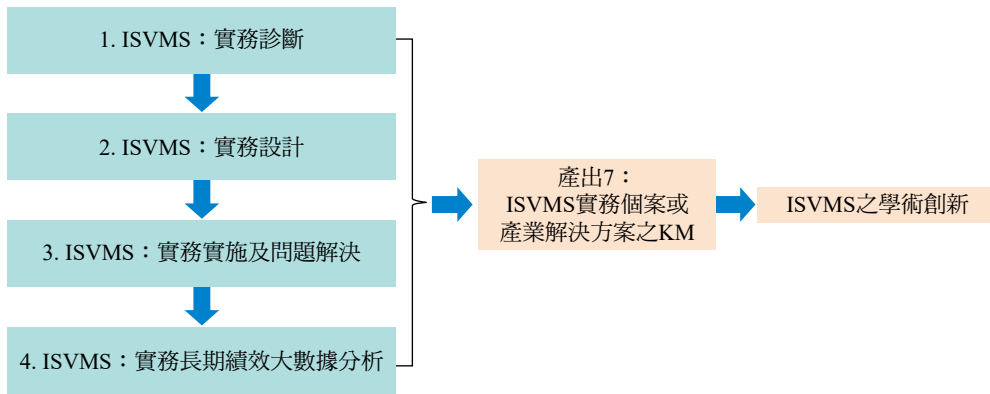 1. ISVMS：實務診斷
2. ISVMS：實務設計
3. ISVMS：實務實施及問題解決
4. ISVMS：實務長期績效大數據分析
產出7：
ISVMS實務個案或
產業解決方案之KM
ISVMS之學術創新